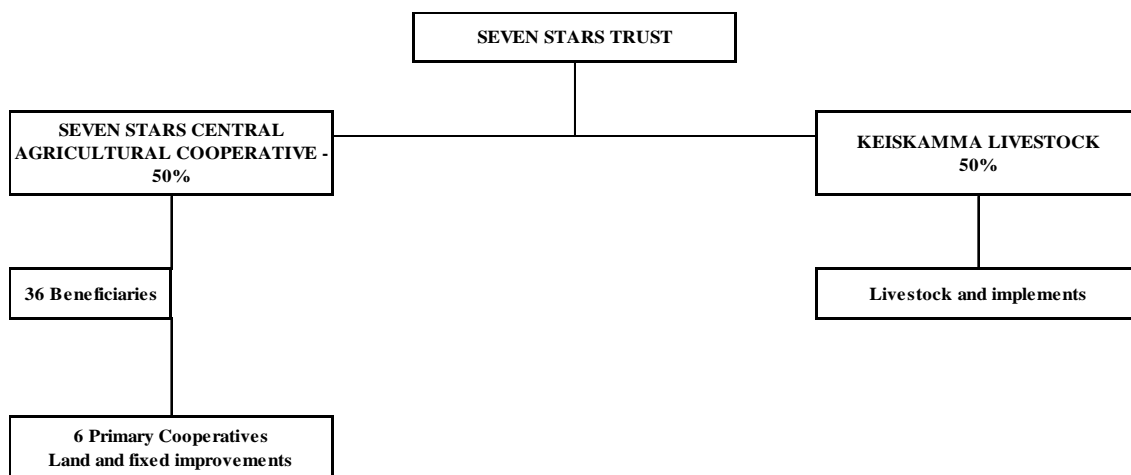 SEVEN STARS TRUST
SEVEN STARS CENTRAL
AGRICULTURAL COOPERATIVE -
50%
KEISKAMMA LIVESTOCK
50%
36 Beneficiaries
Livestock and implements
6 Primary Cooperatives
Land and fixed improvements